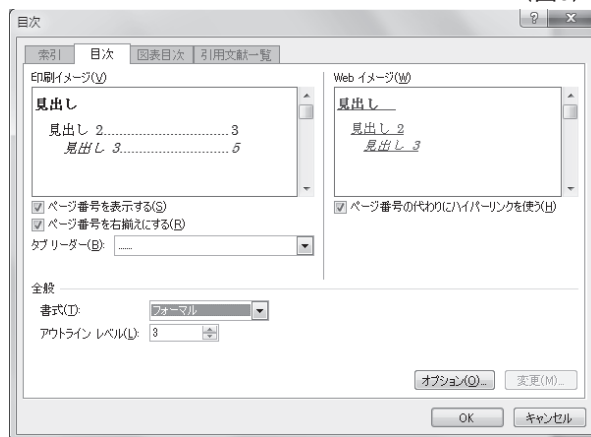 目次
索引 目次 図表目次 引用文献一覧
印刷イメージ(V)
見出し
見出し 2..............................3
見出し 3..........................5
Web イメージ(W)
見出し
見出し 2
見出し 3
ページ番号を表示する(S)
ページ番号を右揃えにする(R)
タブ リーダー(B): ......
ページ番号の代わりにハイパーリンクを使う(H)
全般
書式(T): フォーマル
アウトライン レベル(L): 3
オプション(O)... 変更(M)...
OK キャンセル